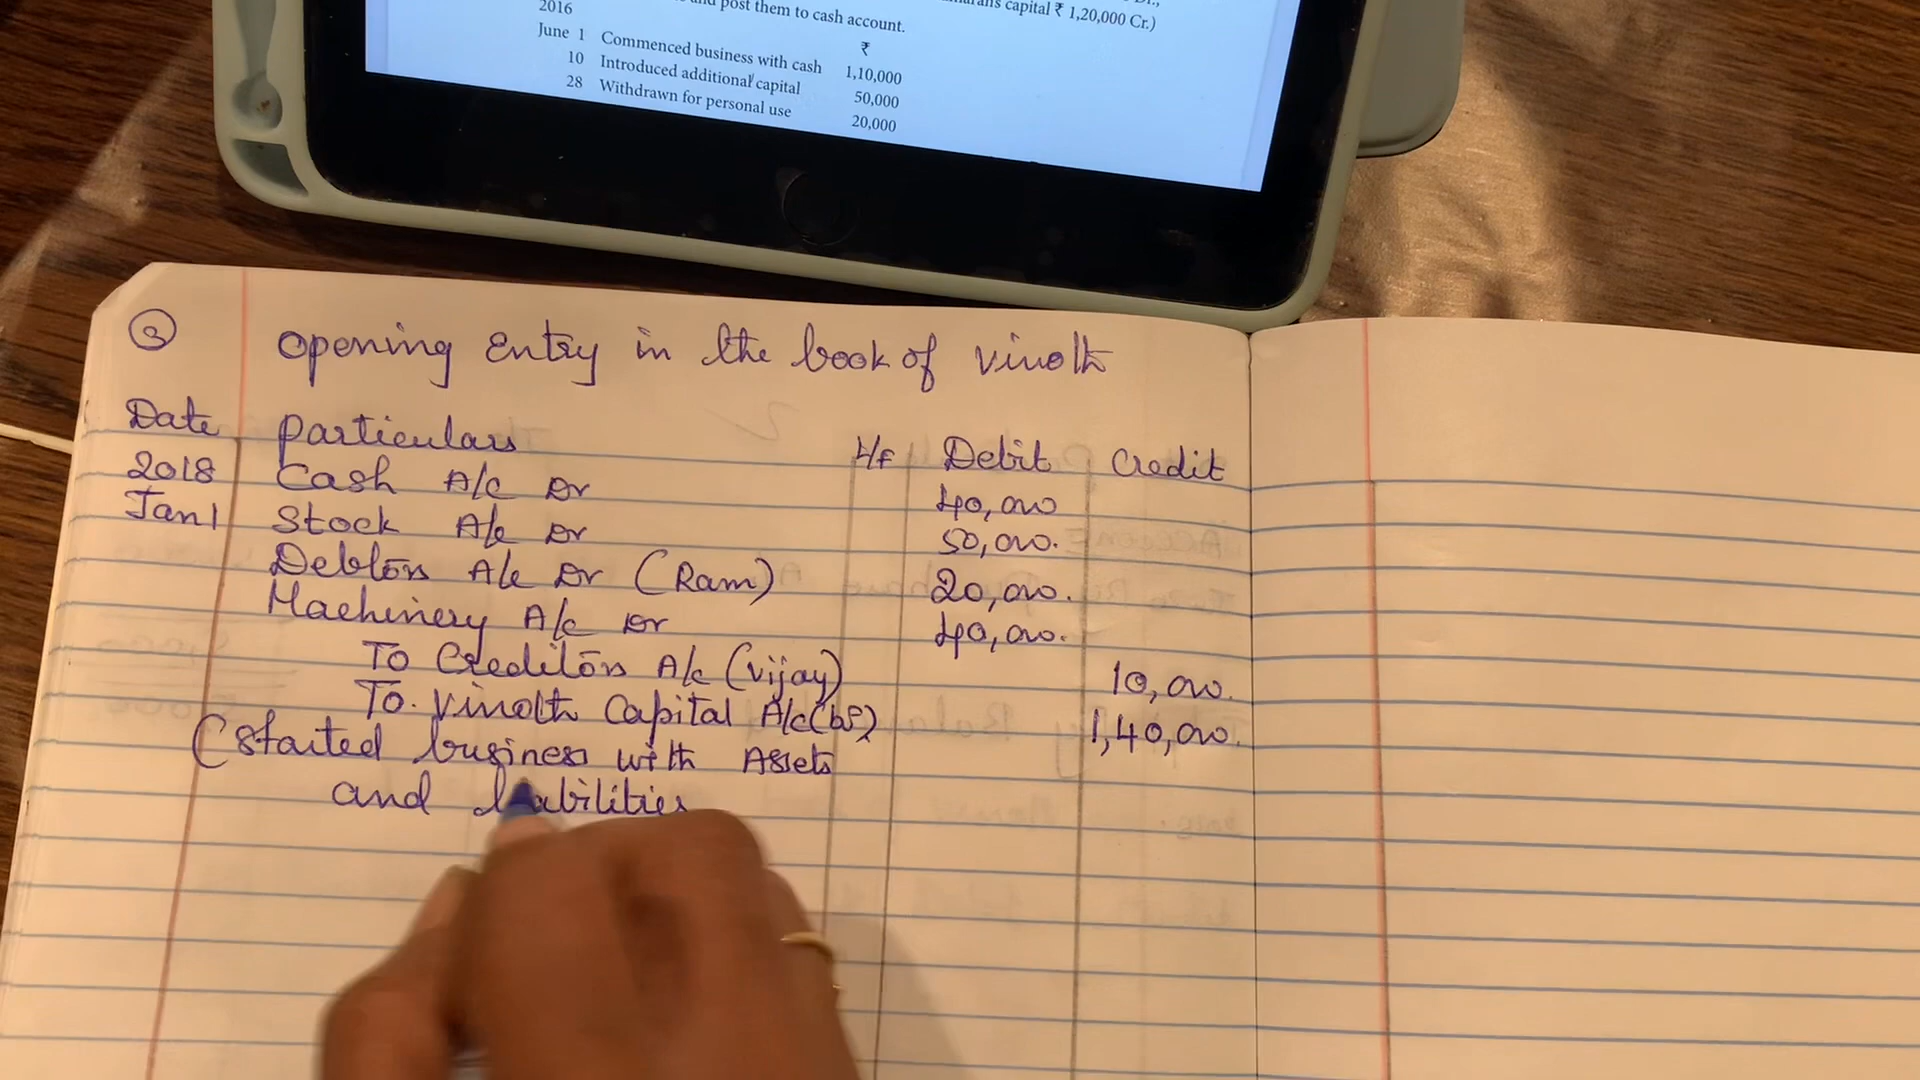 capital ₹ 1,20,000 Cr.)
and post them to cash account.
2016 ₹
June 1 Commenced business with cash 1,10,000
10 Introduced additional capital 50,000
28 Withdrawn for personal use 20,000
3 opening Entry in the book of vinoth
Date Particulars L/F Debit Credit
2018 Cash A/c Dr 40,000
Jan 1 Stock A/c Dr 50,000.
Debtors A/c Dr (Ram) 20,000.
Machinery A/c Dr 40,000.
To Creditors A/c (Vijay) 10,000.
To. Vinoth Capital A/c (bf) 1,40,000.
(started business with Assets
and liabilities